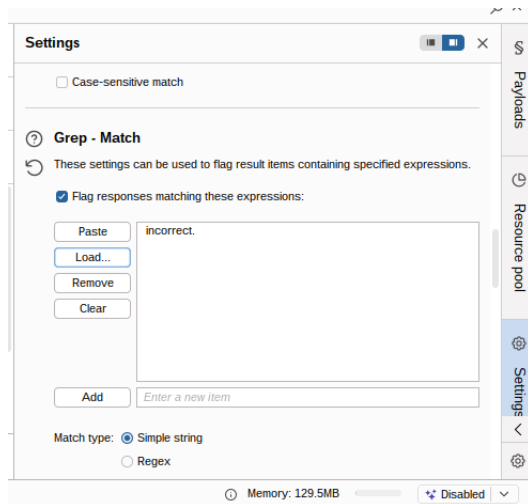 Settings
Case-sensitive match
Grep - Match
These settings can be used to flag result items containing specified expressions.
Flag responses matching these expressions:
Paste
incorrect.
Load...
Remove
Clear
Add
Enter a new item
Match type:
Simple string
Regex
Payloads
Resource pool
Settings
Memory: 129.5MB
Disabled